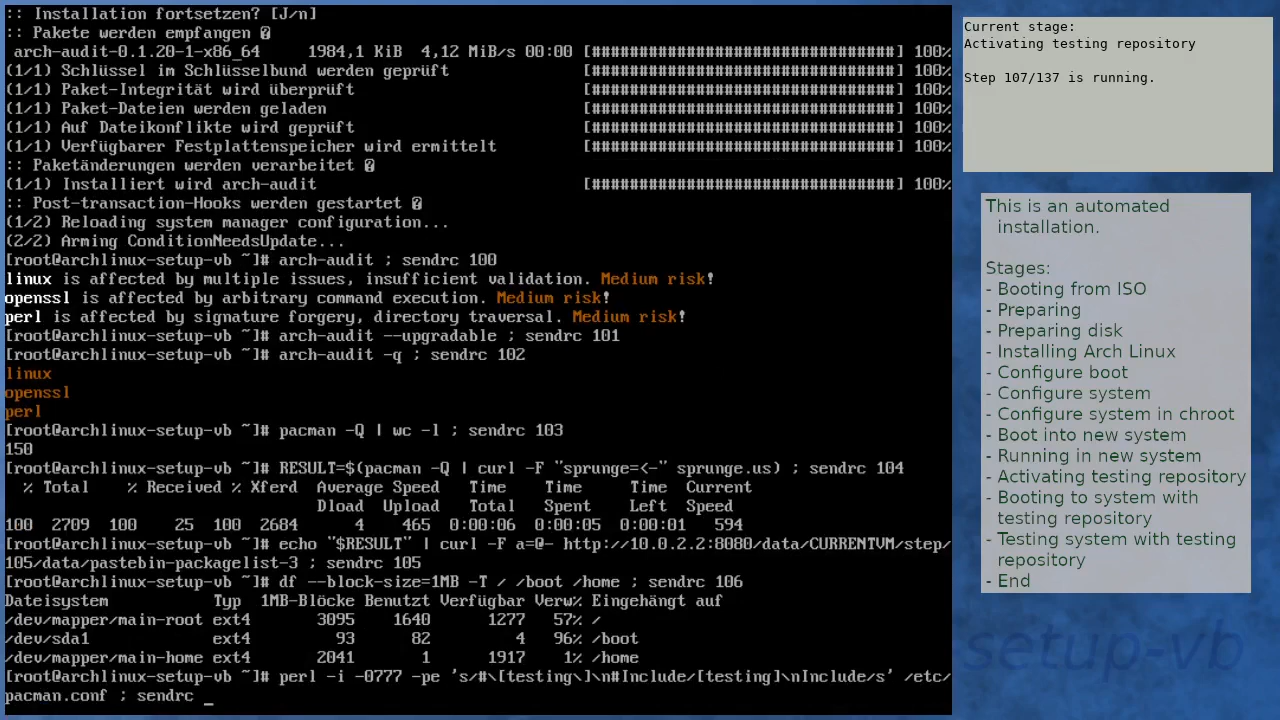 :: Installation fortsetzen? [J/n]
:: Pakete werden empfangen �
 arch-audit-0.1.20-1-x86_64     1984,1 KiB  4,12 MiB/s 00:00 [################################] 100%
(1/1) Schlüssel im Schlüsselbund werden geprüft               [################################] 100%
(1/1) Paket-Integrität wird überprüft                         [################################] 100%
(1/1) Paket-Dateien werden geladen                            [################################] 100%
(1/1) Auf Dateikonflikte wird geprüft                         [################################] 100%
(1/1) Verfügbarer Festplattenspeicher wird ermittelt          [################################] 100%
:: Paketänderungen werden verarbeitet �
(1/1) Installiert wird arch-audit                             [################################] 100%
:: Post-transaction-Hooks werden gestartet �
(1/2) Reloading system manager configuration...
(2/2) Arming ConditionNeedsUpdate...
[root@archlinux-setup-vb ~]# arch-audit ; sendrc 100
linux is affected by multiple issues, insufficient validation. Medium risk!
openssl is affected by arbitrary command execution. Medium risk!
perl is affected by signature forgery, directory traversal. Medium risk!
[root@archlinux-setup-vb ~]# arch-audit --upgradable ; sendrc 101
[root@archlinux-setup-vb ~]# arch-audit -q ; sendrc 102
linux
openssl
perl
[root@archlinux-setup-vb ~]# pacman -Q | wc -l ; sendrc 103
150
[root@archlinux-setup-vb ~]# RESULT=$(pacman -Q | curl -F "sprunge=<-" sprunge.us) ; sendrc 104
  % Total    % Received % Xferd  Average Speed   Time    Time     Time  Current
                                 Dload  Upload   Total   Spent    Left  Speed
100  2709  100    25  100  2684      4    465  0:00:06  0:00:05  0:00:01   594
[root@archlinux-setup-vb ~]# echo "$RESULT" | curl -F a=@- http://10.0.2.2:8080/data/CURRENTVM/step/
105/data/pastebin-packagelist-3 ; sendrc 105
[root@archlinux-setup-vb ~]# df --block-size=1MB -T / /boot /home ; sendrc 106
Dateisystem           Typ  1MB-Blöcke Benutzt Verfügbar Verw% Eingehängt auf
/dev/mapper/main-root ext4       3095    1640      1277   57% /
/dev/sda1             ext4         93      82         4   96% /boot
/dev/mapper/main-home ext4       2041       1      1917    1% /home
[root@archlinux-setup-vb ~]# perl -i -0777 -pe 's/#\[testing\]\n#Include/[testing]\nInclude/s' /etc/
pacman.conf ; sendrc _
Current stage:
Activating testing repository
Step 107/137 is running.
This is an automated
installation.
Stages:
- Booting from ISO
- Preparing
- Preparing disk
- Installing Arch Linux
- Configure boot
- Configure system
- Configure system in chroot
- Boot into new system
- Running in new system
- Activating testing repository
- Booting to system with
testing repository
- Testing system with testing
repository
- End
setup-vb